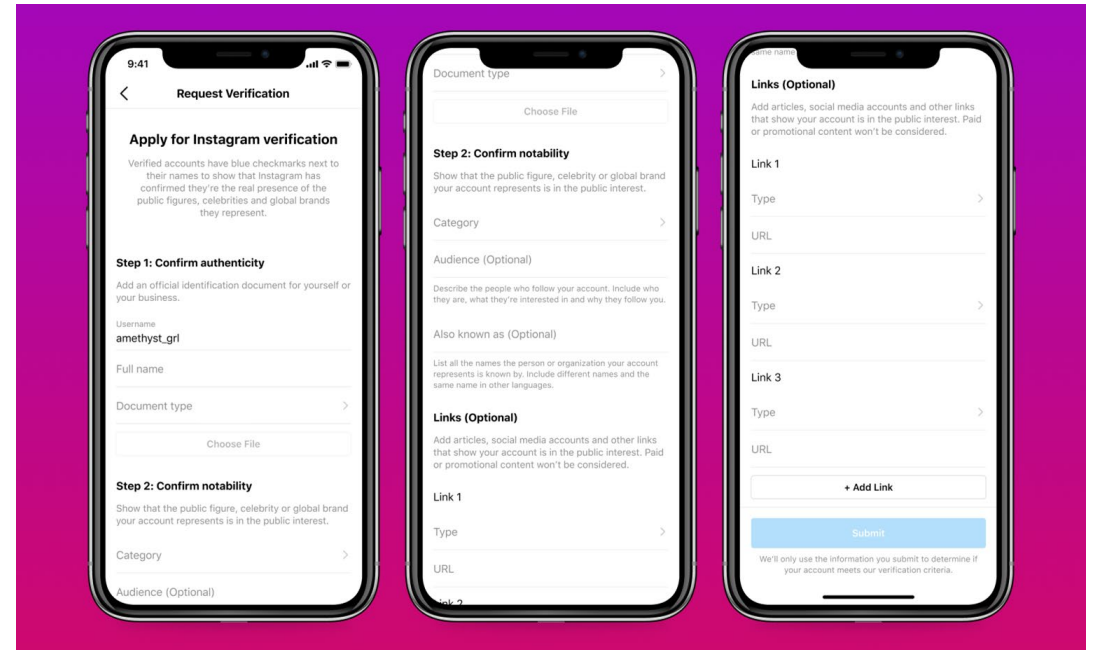 9:41
Request Verification
Apply for Instagram verification
Verified accounts have blue checkmarks next to
their names to show that Instagram has
confirmed they're the real presence of the
public figures, celebrities and global brands
they represent.
Step 1: Confirm authenticity
Add an official identification document for yourself or
your business.
Username
amethyst_grl
Full name
Document type
Choose File
Step 2: Confirm notability
Show that the public figure, celebrity or global brand
your account represents is in the public interest.
Category
Audience (Optional)
Document type
Choose File
Step 2: Confirm notability
Show that the public figure, celebrity or global brand
your account represents is in the public interest.
Category
Audience (Optional)
Describe the people who follow your account. Include who
they are, what they're interested in and why they follow you.
Also known as (Optional)
List all the names the person or organization your account
represents is known by. Include different names and the
same name in other languages.
Links (Optional)
Add articles, social media accounts and other links
that show your account is in the public interest. Paid
or promotional content won't be considered.
Link 1
Type
URL
Link 2
same name
Links (Optional)
Add articles, social media accounts and other links
that show your account is in the public interest. Paid
or promotional content won't be considered.
Link 1
Type
URL
Link 2
Type
URL
Link 3
Type
URL
+ Add Link
Submit
We'll only use the information you submit to determine if
your account meets our verification criteria.